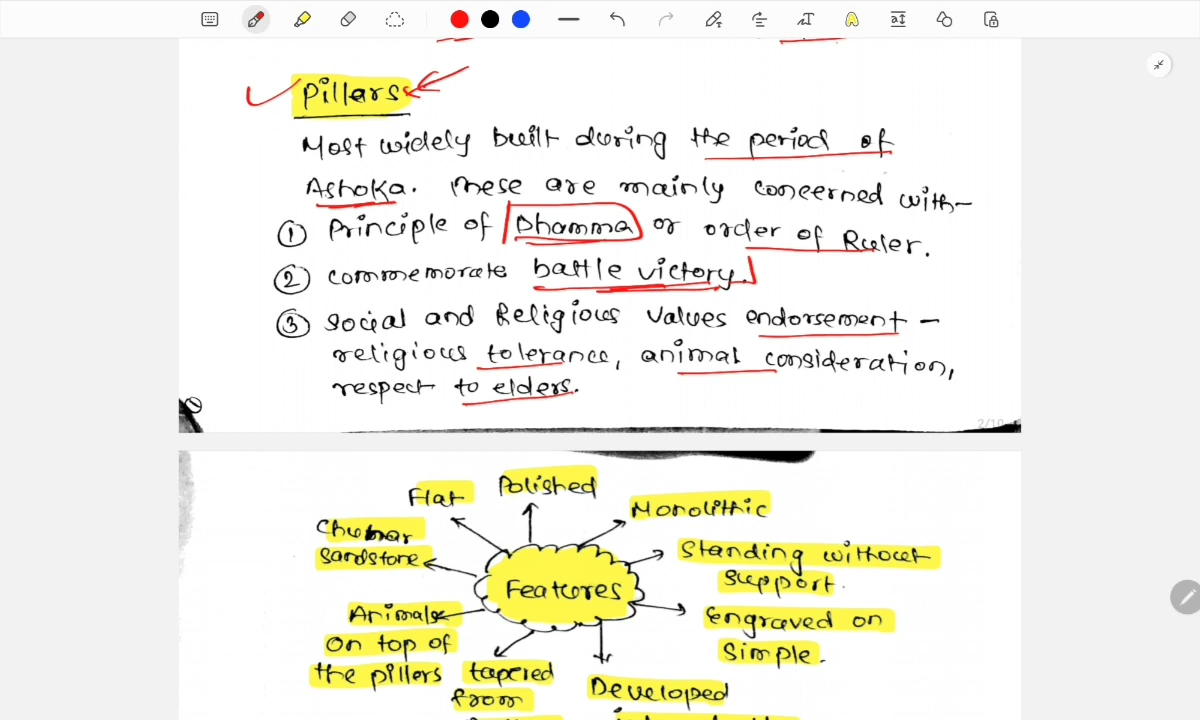 Pillars
Most widely built during the period of
Ashoka. These are mainly concerned with-
① Principle of Dhamma or order of Ruler.
② commemorate battle victory.
③ Social and Religious values endorsement –
religious tolerance, animal consideration,
respect to elders.
Flat
Polished
Monolithic
Chunar
sandstone
Standing without
support.
Features
Animals
on top of
the pillers
Engraved on
simple.
tapered
from
Developed